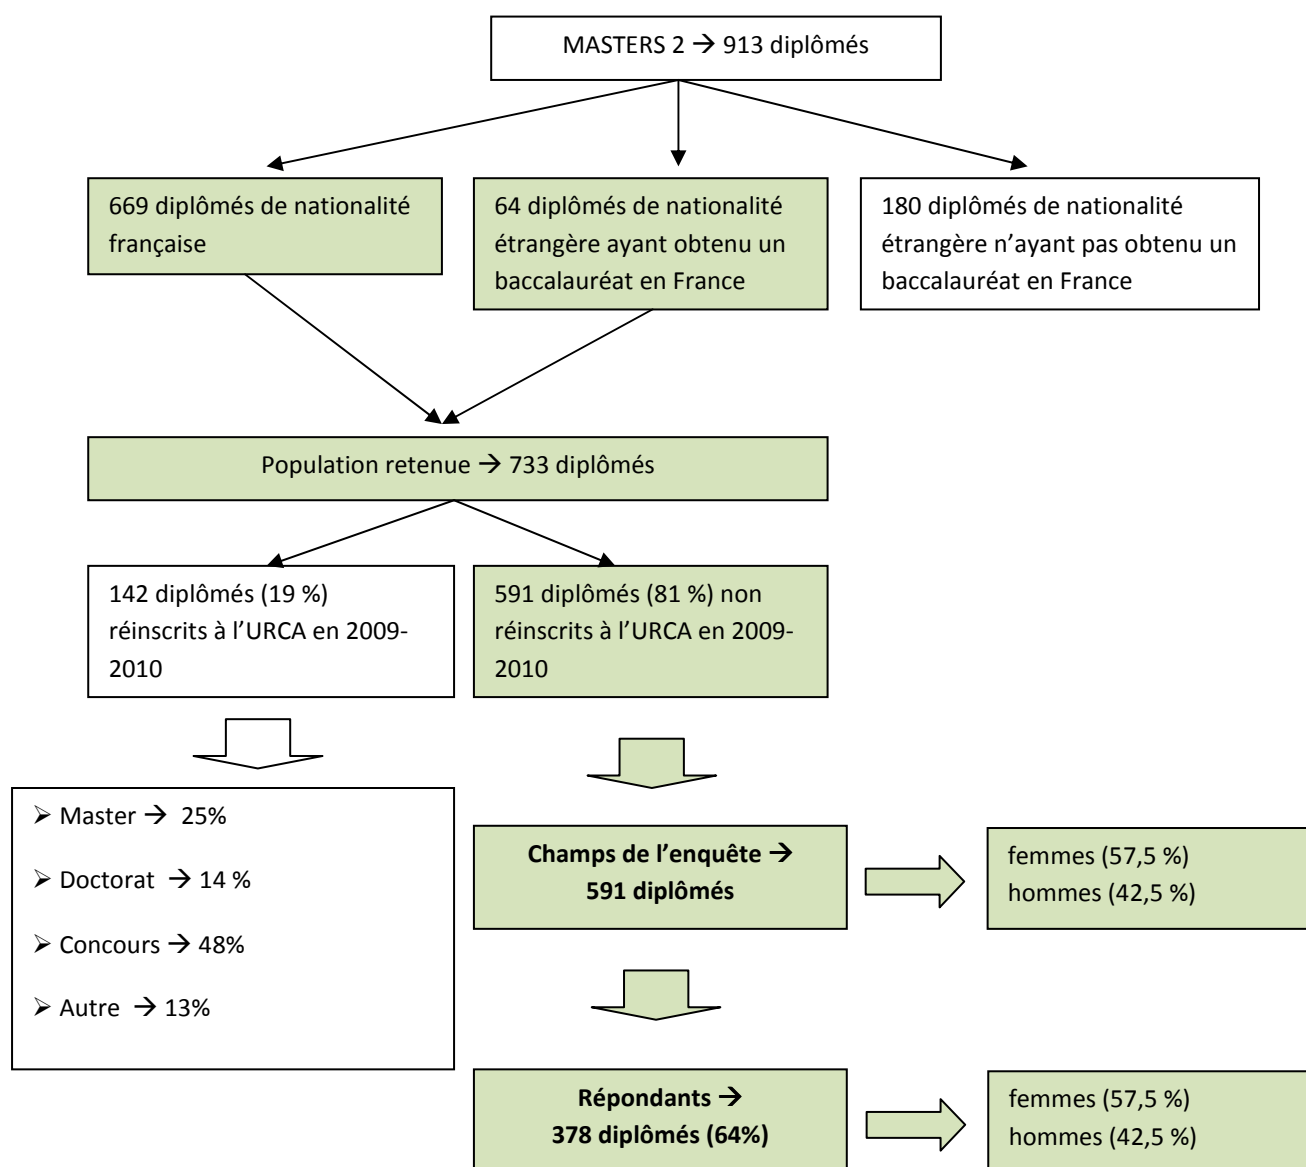 MASTERS 2 → 913 diplômés
669 diplômés de nationalité
française
64 diplômés de nationalité
étrangère ayant obtenu un
baccalauréat en France
180 diplômés de nationalité
étrangère n’ayant pas obtenu un
baccalauréat en France
Population retenue → 733 diplômés
142 diplômés (19 %)
réinscrits à l’URCA en 2009-
2010
591 diplômés (81 %) non
réinscrits à l’URCA en 2009-
2010
➢ Master → 25%
➢ Doctorat → 14 %
➢ Concours → 48%
➢ Autre → 13%
Champs de l’enquête →
591 diplômés
femmes (57,5 %)
hommes (42,5 %)
Répondants →
378 diplômés (64%)
femmes (57,5 %)
hommes (42,5 %)